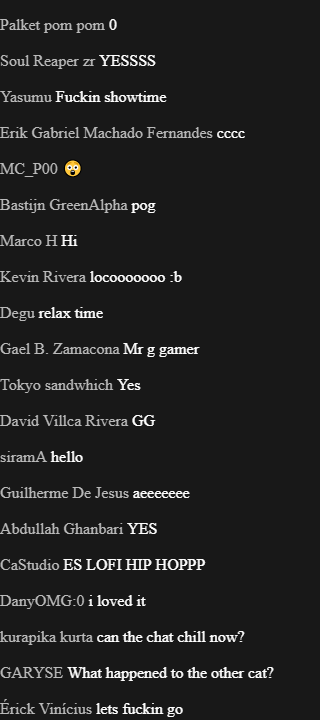 Palket pom pom 0
Soul Reaper zr YESSSS
Yasumu Fuckin showtime
Erik Gabriel Machado Fernandes cccc
MC_P00 😲
Bastijn GreenAlpha pog
Marco H Hi
Kevin Rivera locooooooo :b
Degu relax time
Gael B. Zamacona Mr g gamer
Tokyo sandwhich Yes
David Villca Rivera GG
siramA hello
Guilherme De Jesus aeeeeeee
Abdullah Ghanbari YES
CaStudio ES LOFI HIP HOPPP
DanyOMG:0 i loved it
kurapika kurta can the chat chill now?
GARYSE What happened to the other cat?
Érick Vinícius lets fuckin go